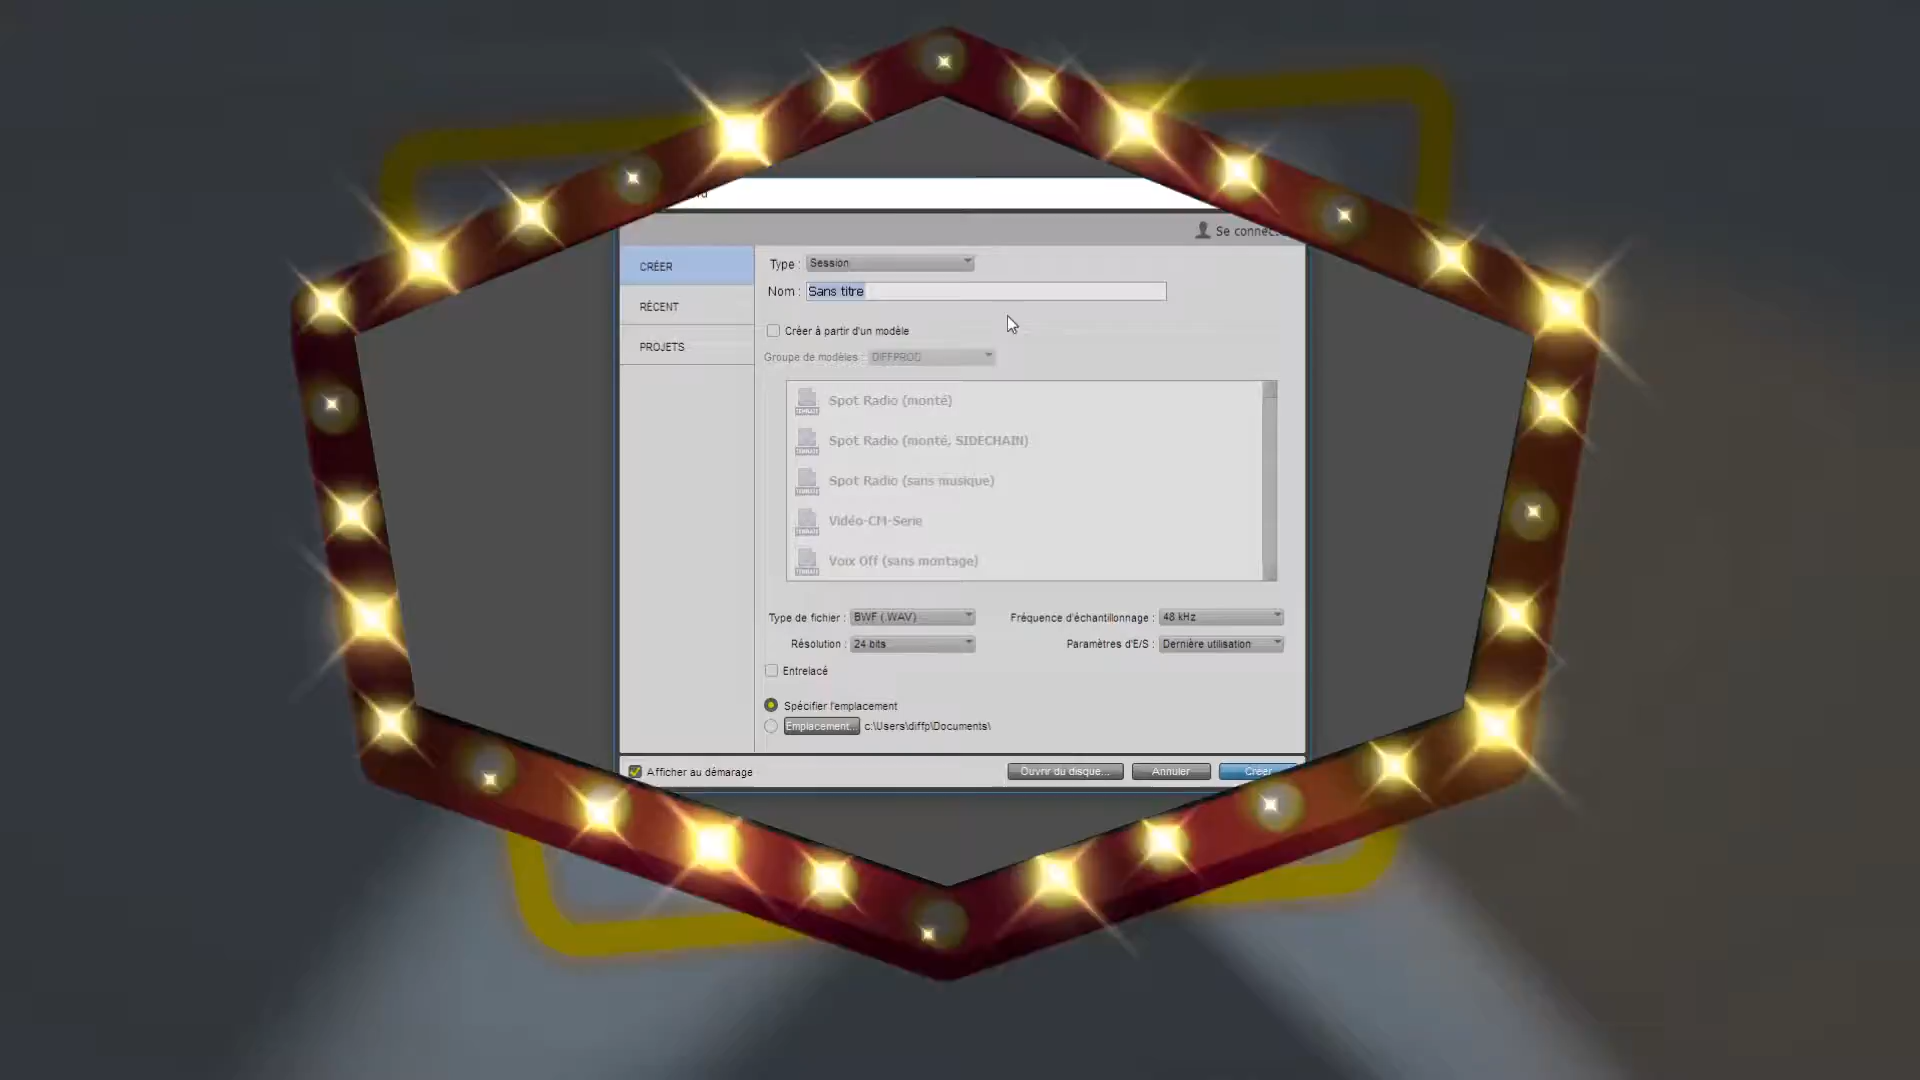 Se connec
CRÉER
RÉCENT
PROJETS
Type : Session
Nom : Sans titre
Créer à partir d'un modèle
Groupe de modèles : DIFFPROD
Spot Radio (monté)
Spot Radio (monté, SIDECHAIN)
Spot Radio (sans musique)
Vidéo-CM-Serie
Voix Off (sans montage)
Type de fichier : BWF (.WAV) Fréquence d'échantillonnage : 48 kHz
Résolution : 24 bits Paramètres d'E/S : Dernière utilisation
Entrelacé
Spécifier l'emplacement
Emplacement... c:\Users\diffp\Documents\
Afficher au démarage Ouvrir du disque... Annuler Créer